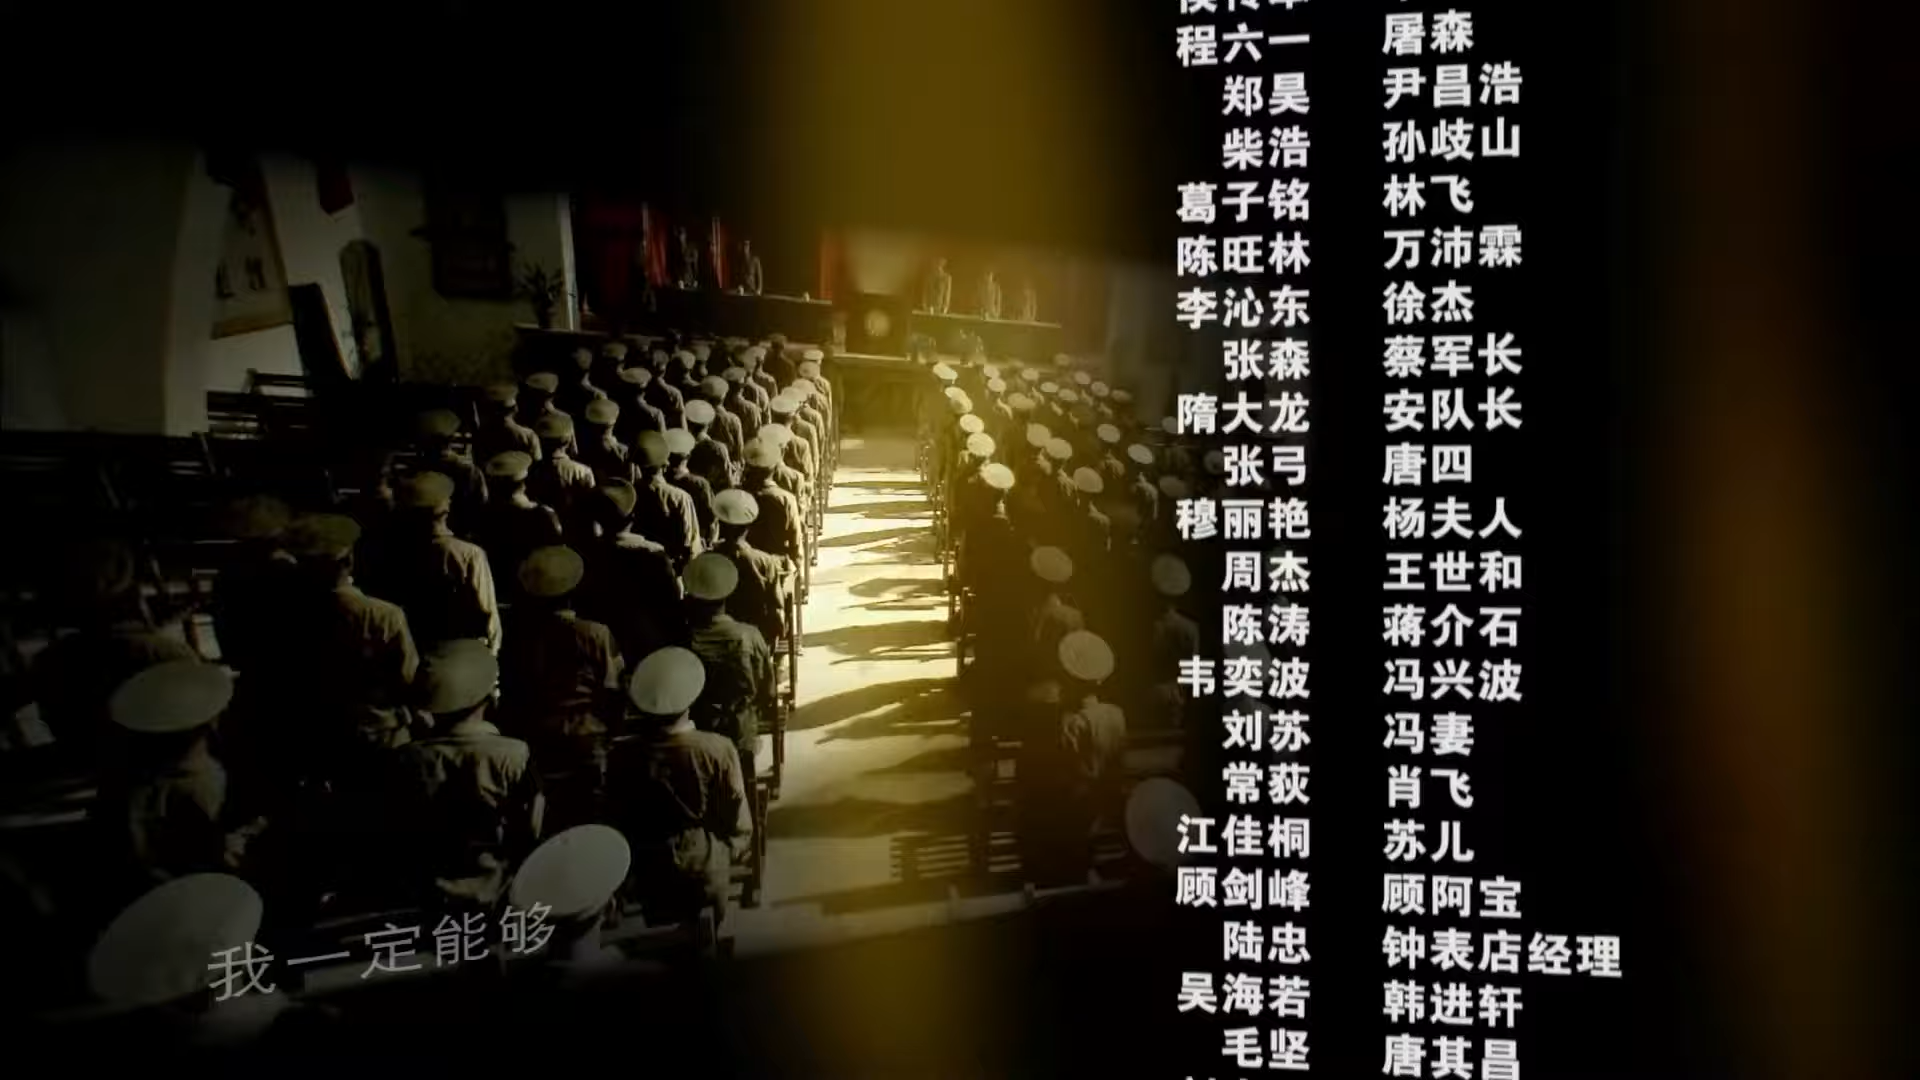 程六一 屠森
郑昊 尹昌浩
柴浩 孙歧山
葛子铭 林飞
陈旺林 万沛霖
李沁东 徐杰
张森 蔡军长
隋大龙 安队长
张弓 唐四
穆丽艳 杨夫人
周杰 王世和
陈涛 蒋介石
韦奕波 冯兴波
刘苏 冯妻
常荻 肖飞
江佳桐 苏儿
顾剑峰 顾阿宝
陆忠 钟表店经理
吴海若 韩进轩
毛坚 唐其昌
我一定能够